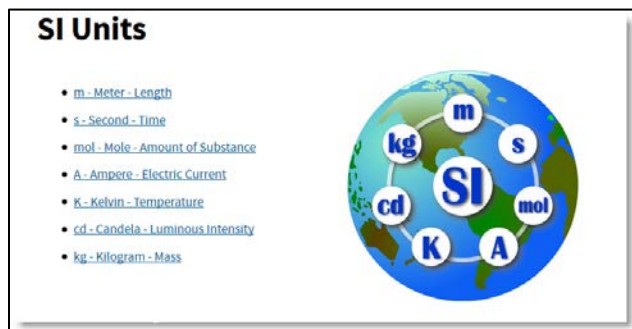 SI Units
m - Meter - Length
s - Second - Time
mol - Mole - Amount of Substance
A - Ampere - Electric Current
K - Kelvin - Temperature
cd - Candela - Luminous Intensity
kg - Kilogram - Mass
m
s
mol
A
K
cd
kg
SI